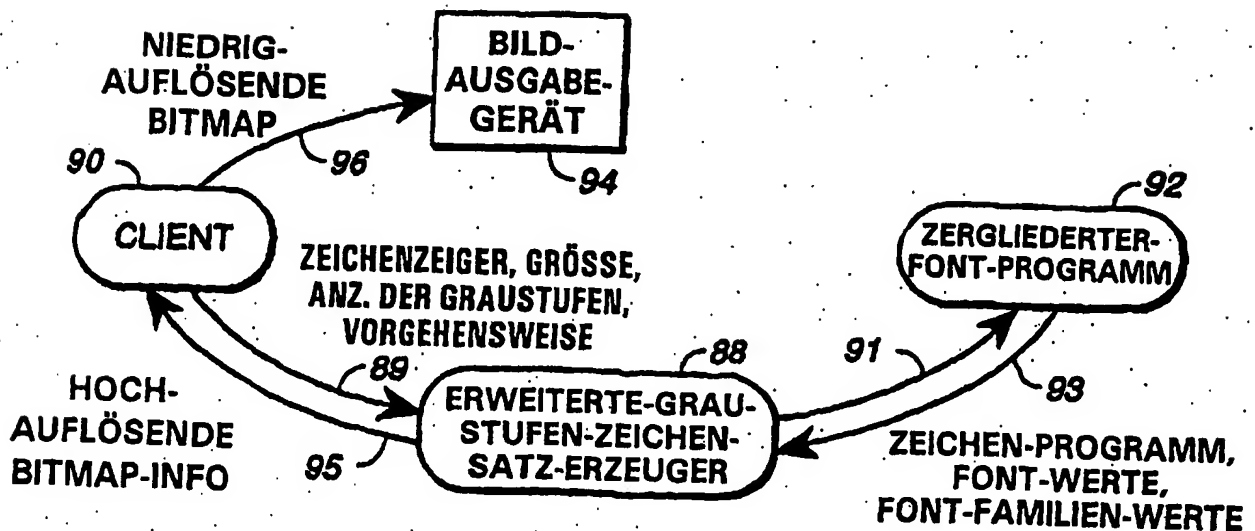 NIEDRIG-
AUFLÖSENDE
BITMAP
96
BILD-
AUSGABE-
GERÄT
94
90
CLIENT
ZEICHENZEIGER, GRÖSSE,
ANZ. DER GRAUSTUFEN,
VORGEHENSWEISE
92
ZERGLIEDERTER-
FONT-PROGRAMM
89
88
91
93
HOCH-
AUFLÖSENDE
BITMAP-INFO
95
ERWEITERTE-GRAU-
STUFEN-ZEICHEN-
SATZ-ERZEUGER
ZEICHEN-PROGRAMM,
FONT-WERTE,
FONT-FAMILIEN-WERTE